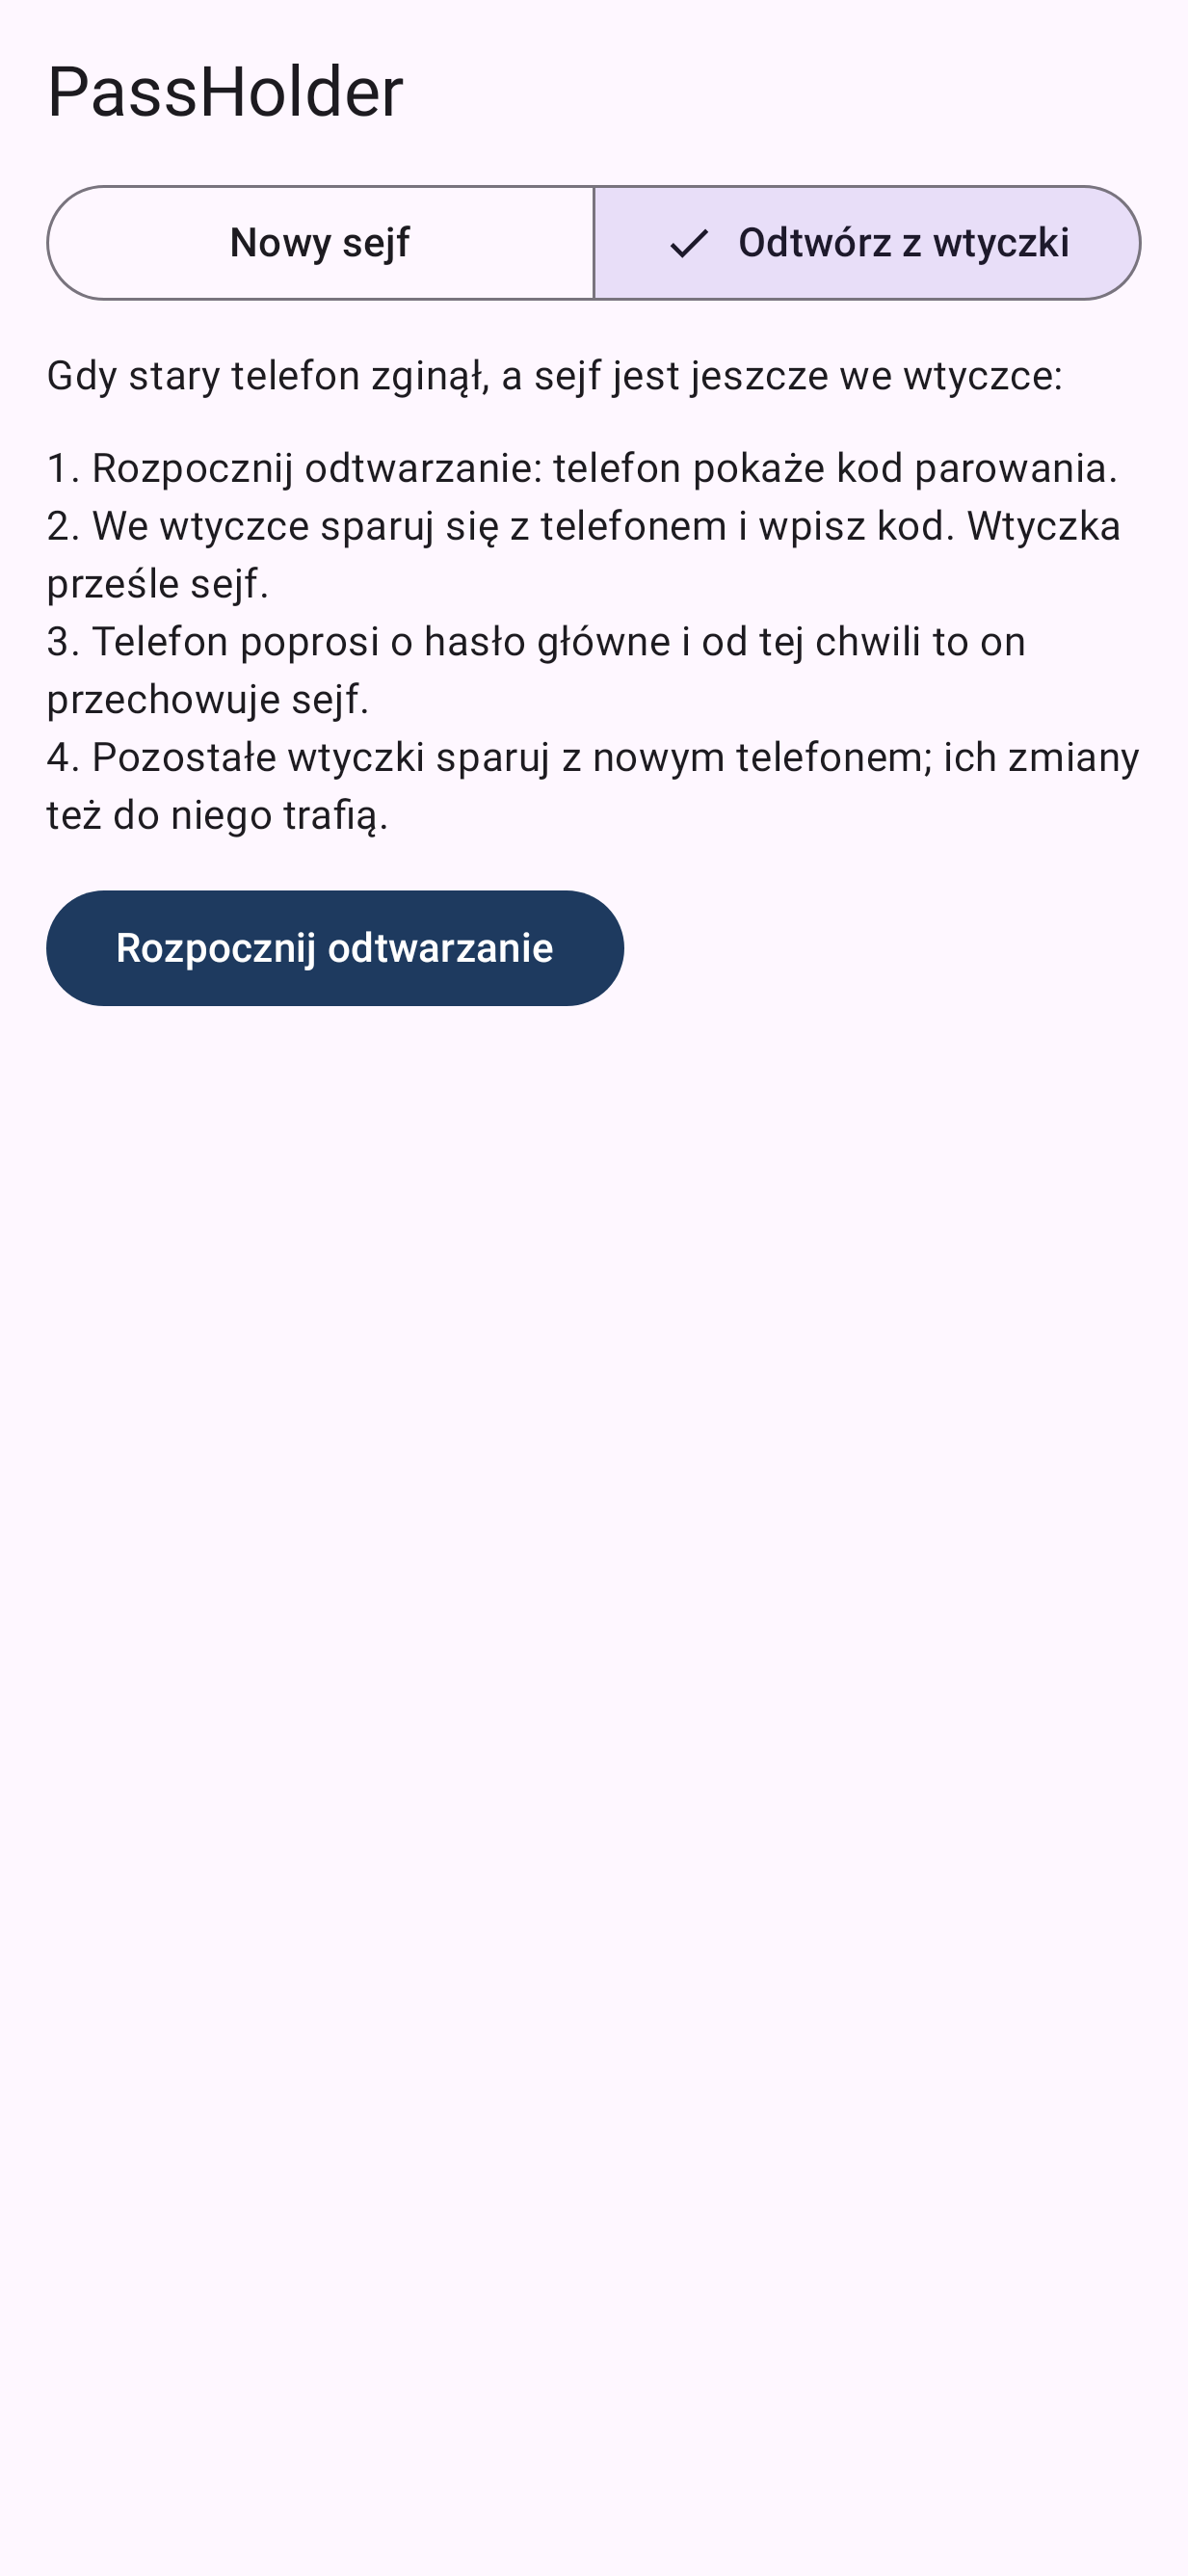 PassHolder
Nowy sejf
Odtwórz z wtyczki
Gdy stary telefon zginął, a sejf jest jeszcze we wtyczce:
1. Rozpocznij odtwarzanie: telefon pokaże kod parowania.
2. We wtyczce sparuj się z telefonem i wpisz kod. Wtyczka
prześle sejf.
3. Telefon poprosi o hasło główne i od tej chwili to on
przechowuje sejf.
4. Pozostałe wtyczki sparuj z nowym telefonem; ich zmiany
też do niego trafią.
Rozpocznij odtwarzanie